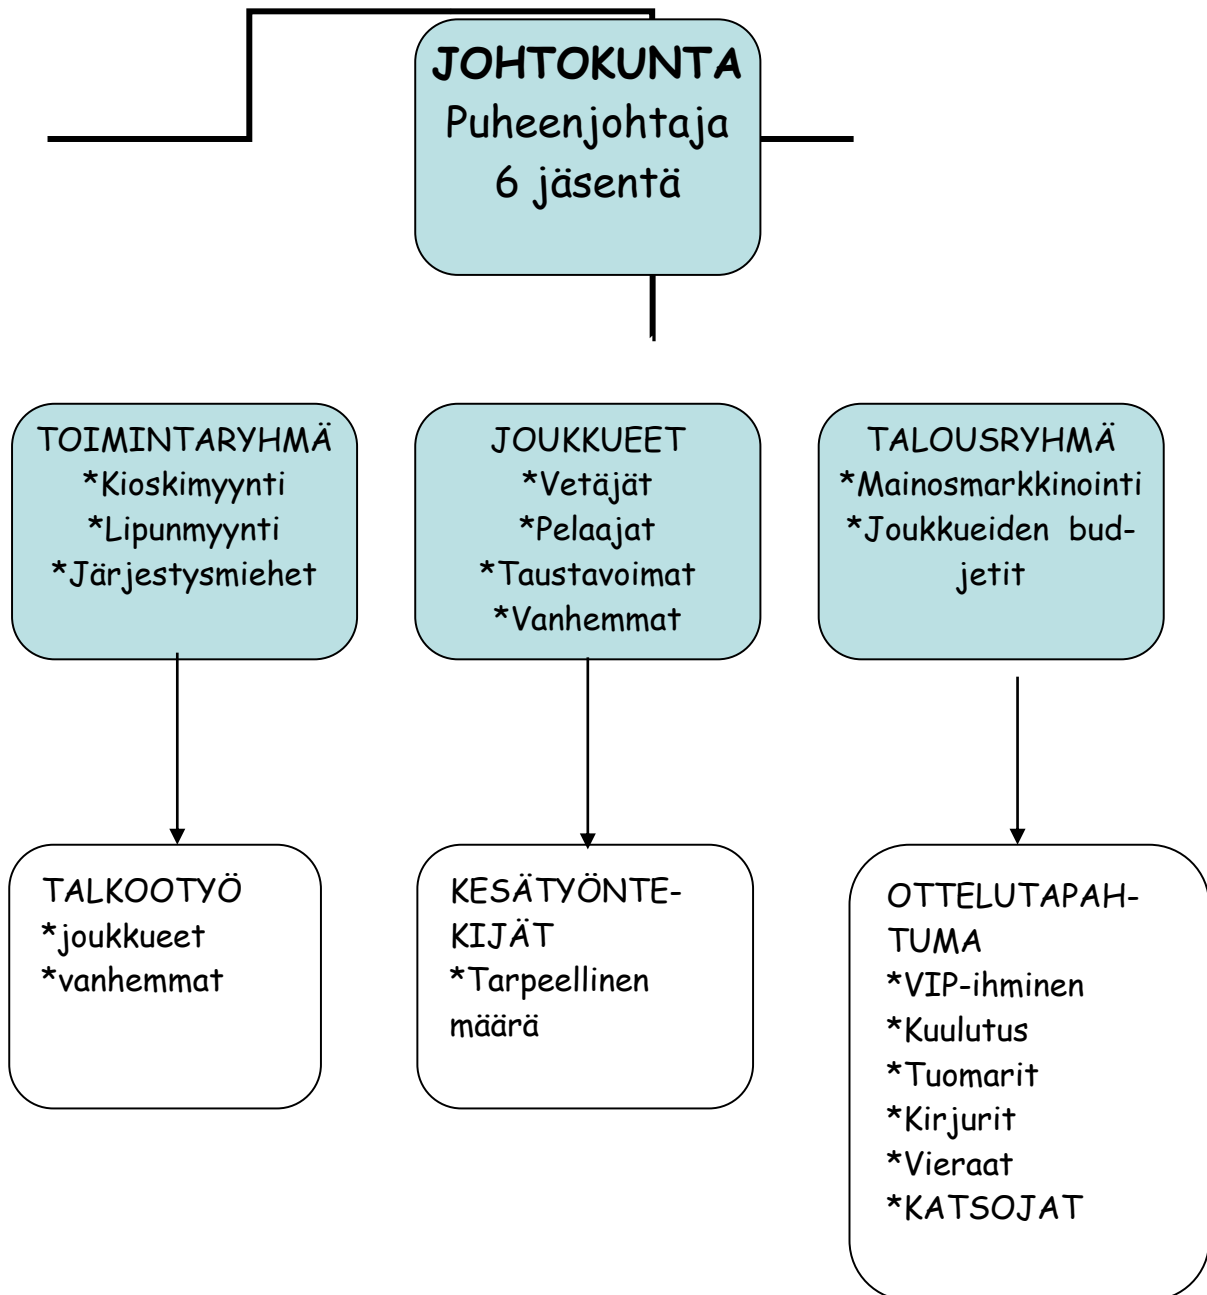 JOHTOKUNTA
Puheenjohtaja
6 jäsentä
TOIMINTARYHMÄ
*Kioskimyynti
*Lipunmyynti
*Järjestysmiehet
JOUKKUEET
*Vetäjät
*Pelaajat
*Taustavoimat
*Vanhemmat
TALOUSRYHMÄ
*Mainosmarkkinointi
*Joukkueiden bud-
jetit
TALKOOTYÖ
*joukkueet
*vanhemmat
KESÄTYÖNTE-
KIJÄT
*Tarpeellinen
määrä
OTTELUTAPAH-
TUMA
*VIP-ihminen
*Kuulutus
*Tuomarit
*Kirjurit
*Vieraat
*KATSOJAT